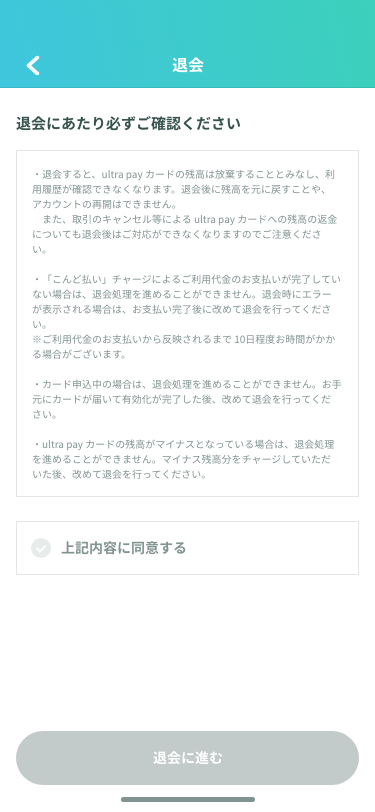 退会
退会にあたり必ずご確認ください
・退会すると、ultra pay カードの残高は放棄することとみなし、利
用履歴が確認できなくなります。退会後に残高を元に戻すことや、
アカウントの再開はできません。
　また、取引のキャンセル等による ultra pay カードへの残高の返金
についても退会後はご対応ができなくなりますのでご注意くださ
い。
・「こんど払い」チャージによるご利用代金のお支払いが完了してい
ない場合は、退会処理を進めることができません。退会時にエラー
が表示される場合は、お支払い完了後に改めて退会を行ってくださ
い。
※ご利用代金のお支払いから反映されるまで 10日程度お時間がかか
る場合がございます。
・カード申込中の場合は、退会処理を進めることができません。お手
元にカードが届いて有効化が完了した後、改めて退会を行ってくだ
さい。
・ultra pay カードの残高がマイナスとなっている場合は、退会処理
を進めることができません。マイナス残高分をチャージしていただ
いた後、改めて退会を行ってください。
上記内容に同意する
退会に進む